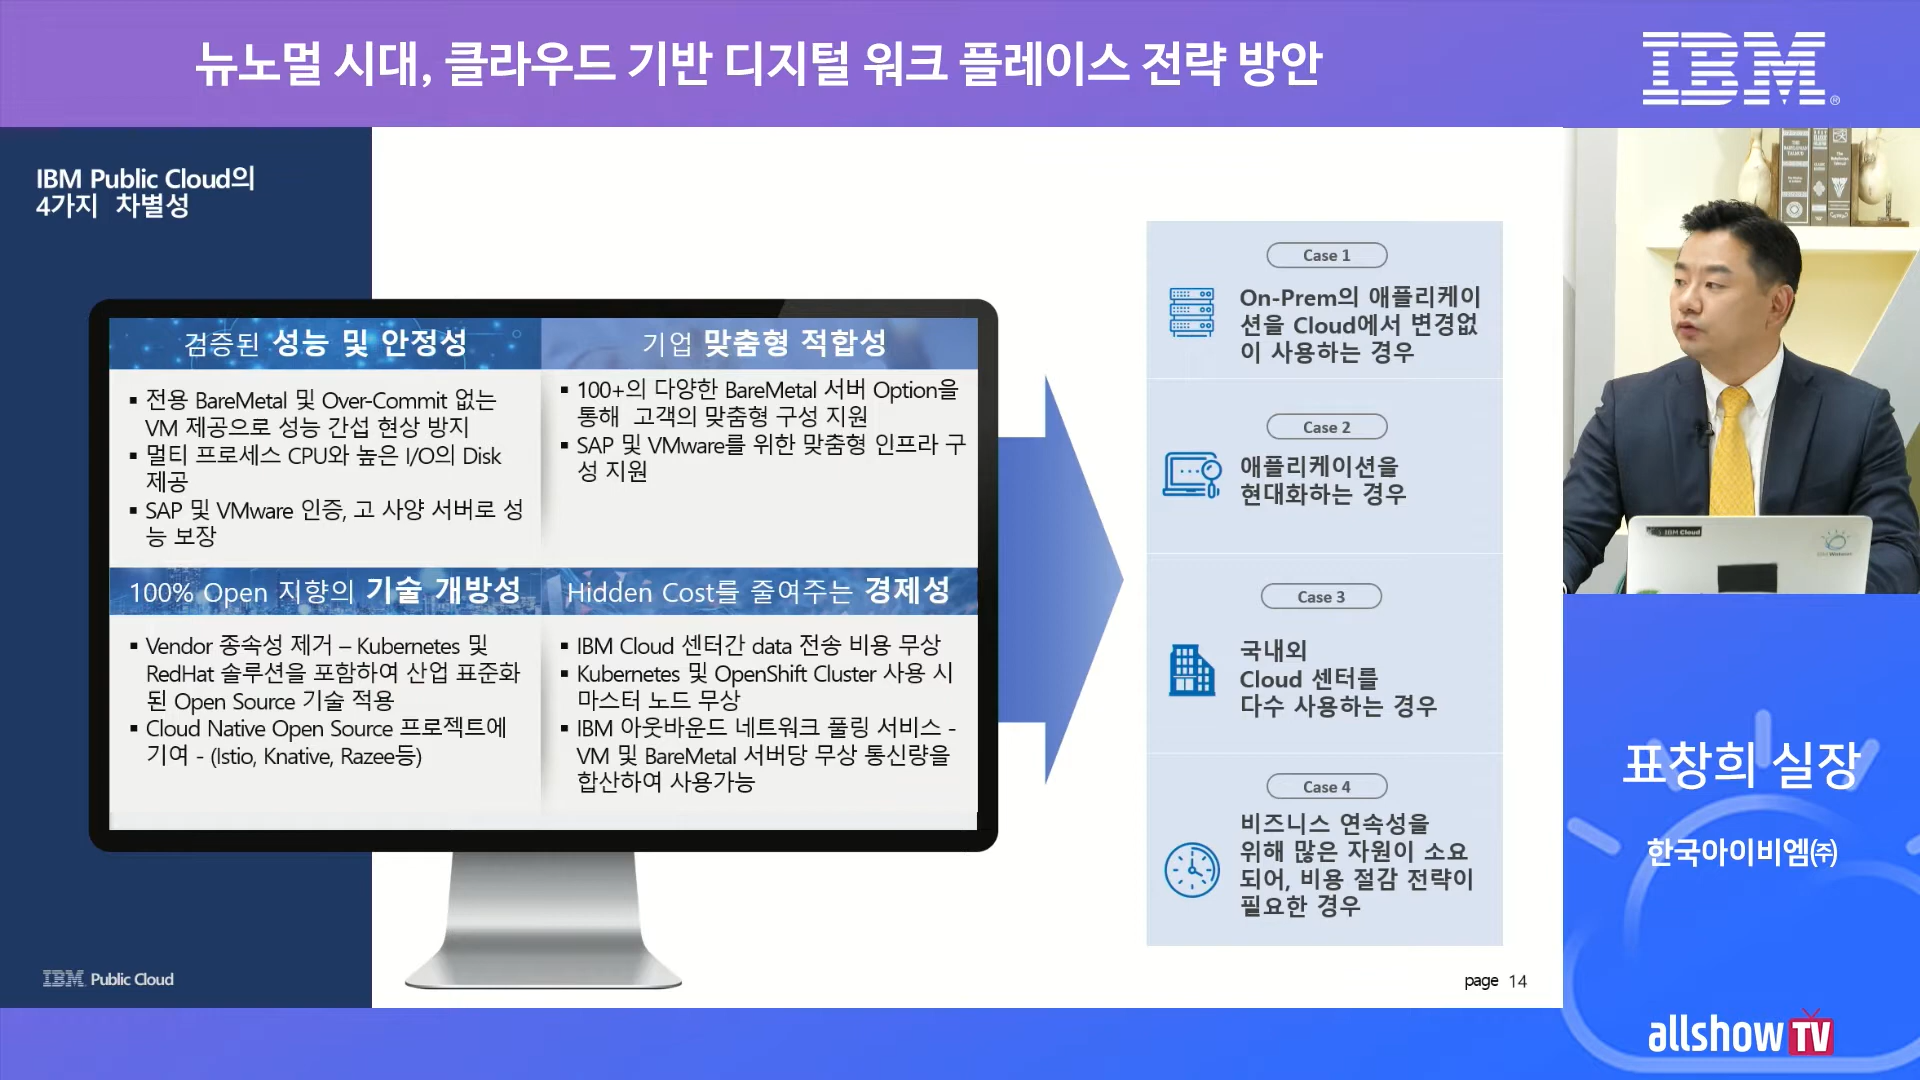 뉴노멀 시대, 클라우드 기반 디지털 워크 플레이스 전략 방안
IBM
IBM Public Cloud의
4가지 차별성
검증된 성능 및 안정성
▪ 전용 BareMetal 및 Over-Commit 없는
VM 제공으로 성능 간섭 현상 방지
▪ 멀티 프로세스 CPU와 높은 I/O의 Disk
제공
▪ SAP 및 VMware 인증, 고 사양 서버로 성
능 보장
기업 맞춤형 적합성
▪ 100+의 다양한 BareMetal 서버 Option을
통해 고객의 맞춤형 구성 지원
▪ SAP 및 VMware를 위한 맞춤형 인프라 구
성 지원
100% Open 지향의 기술 개방성
▪ Vendor 종속성 제거 – Kubernetes 및
RedHat 솔루션을 포함하여 산업 표준화
된 Open Source 기술 적용
▪ Cloud Native Open Source 프로젝트에
기여 - (Istio, Knative, Razee등)
Hidden Cost를 줄여주는 경제성
▪ IBM Cloud 센터간 data 전송 비용 무상
▪ Kubernetes 및 OpenShift Cluster 사용 시
마스터 노드 무상
▪ IBM 아웃바운드 네트워크 풀링 서비스 -
VM 및 BareMetal 서버당 무상 통신량을
합산하여 사용가능
Case 1
On-Prem의 애플리케이
션을 Cloud에서 변경없
이 사용하는 경우
Case 2
애플리케이션을
현대화하는 경우
Case 3
국내외
Cloud 센터를
다수 사용하는 경우
Case 4
비즈니스 연속성을
위해 많은 자원이 소요
되어, 비용 절감 전략이
필요한 경우
IBM Public Cloud
page 14
IBM Cloud
표창희 실장
한국아이비엠㈜
allshow TV